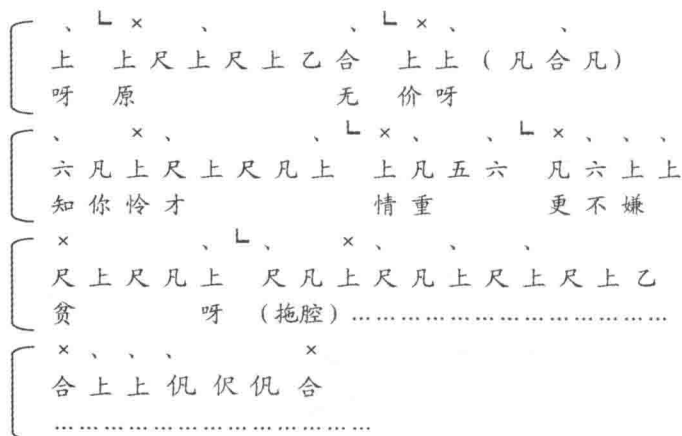 、 ┗ × 、 、 ┗ × 、 、
上 上尺上尺上乙合 上上(凡合凡)
呀 原 无 价呀
、 × 、 、 ┗ × 、 、 ┗ × 、 、 、
六凡上尺上尺凡上 上凡五六 凡六上上
知你怜才 情重 更不嫌
× 、 ┗ 、 × 、 、 、
尺上尺凡上 尺凡上尺凡上尺上尺上乙
贫 呀 (拖腔)…………………………
× 、 、 、 ×
合上上仉伬仉合
…………………………